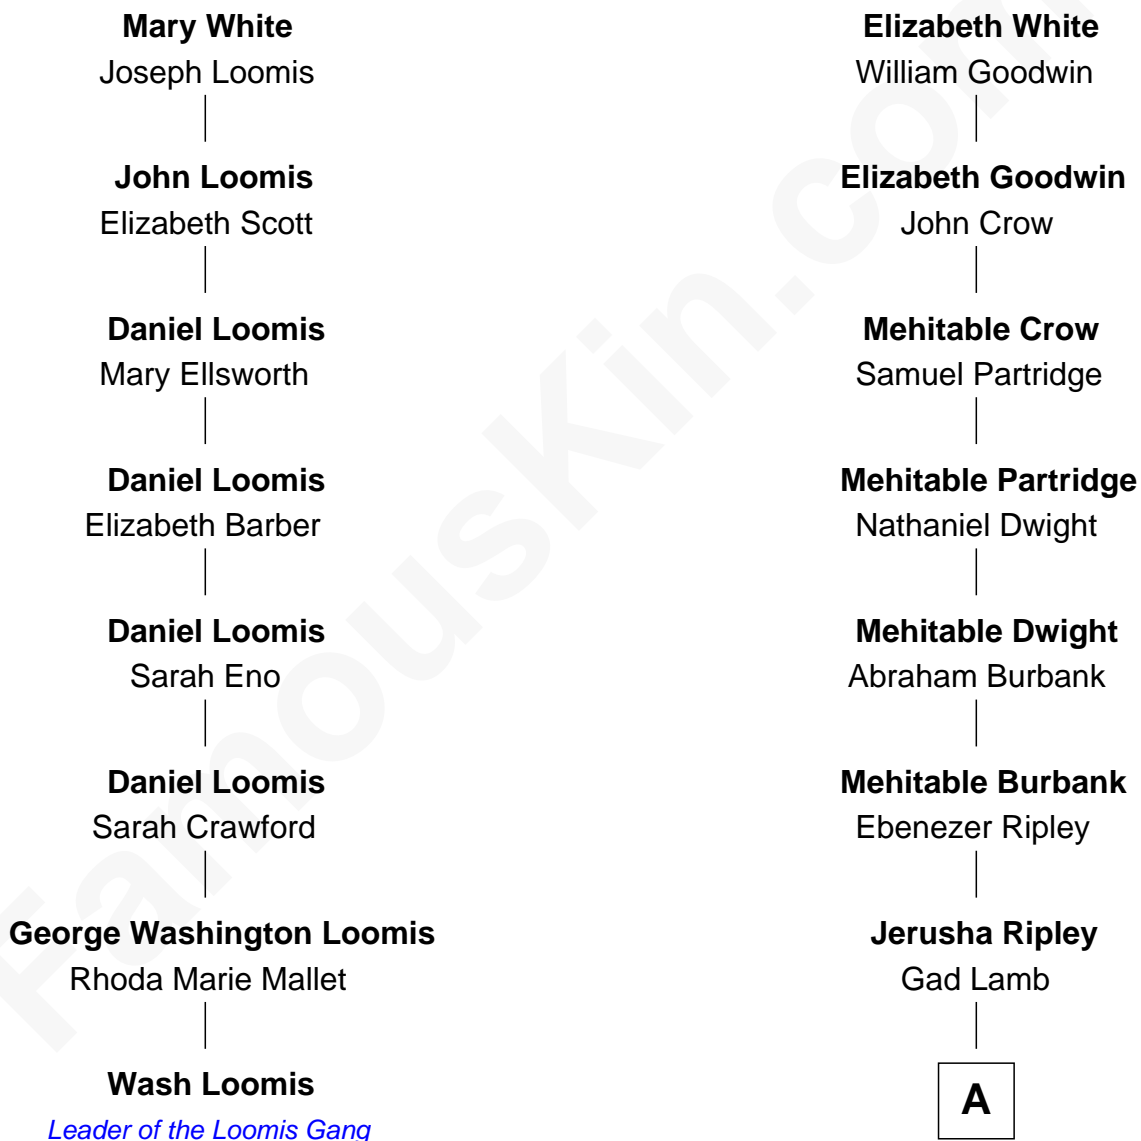 Mary White
Joseph Loomis
John Loomis
Elizabeth Scott
Daniel Loomis
Mary Ellsworth
Daniel Loomis
Elizabeth Barber
Daniel Loomis
Sarah Eno
Daniel Loomis
Sarah Crawford
George Washington Loomis
Rhoda Marie Mallet
Wash Loomis
Leader of the Loomis Gang
Elizabeth White
William Goodwin
Elizabeth Goodwin
John Crow
Mehitable Crow
Samuel Partridge
Mehitable Partridge
Nathaniel Dwight
Mehitable Dwight
Abraham Burbank
Mehitable Burbank
Ebenezer Ripley
Jerusha Ripley
Gad Lamb
A
FamousKin.com